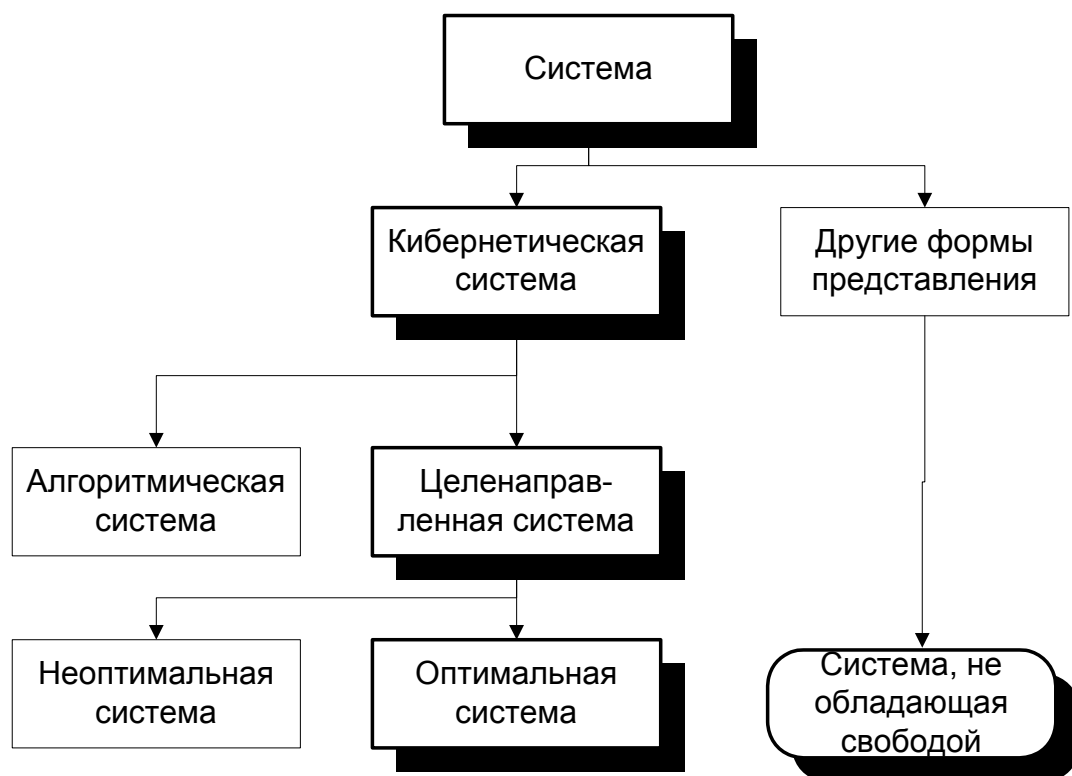 Система
Кибернетическая
система
Другие формы
представления
Алгоритмическая
система
Целенаправ-
ленная система
Неоптимальная
система
Оптимальная
система
Система, не
обладающая
свободой